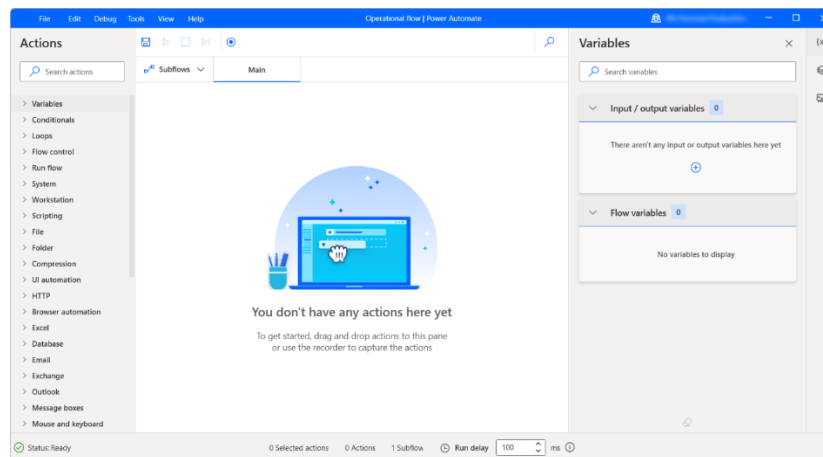 File Edit Debug Tools View Help
Operational flow | Power Automate
Actions
Search actions
Variables
Conditionals
Loops
Flow control
Run flow
System
Workstation
Scripting
File
Folder
Compression
UI automation
HTTP
Browser automation
Excel
Database
Email
Exchange
Outlook
Message boxes
Mouse and keyboard
Subflows
Main
You don't have any actions here yet
To get started, drag and drop actions to this pane
or use the recorder to capture the actions
Variables
Search variables
Input / output variables 0
There aren't any input or output variables here yet
Flow variables 0
No variables to display
{x
Status: Ready
0 Selected actions 0 Actions 1 Subflow Run delay 100 ms